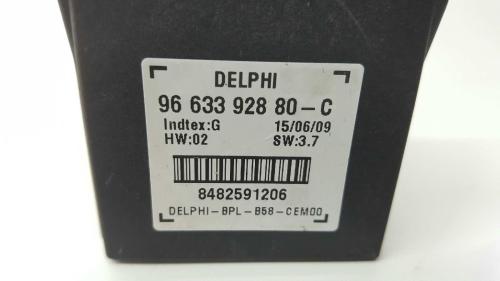 DELPHI
96 633 928 80-C
Indtex:G 15/06/09
HW:02 SW:3.7
8482591206
DELPHI-BPL-B58-CEM00